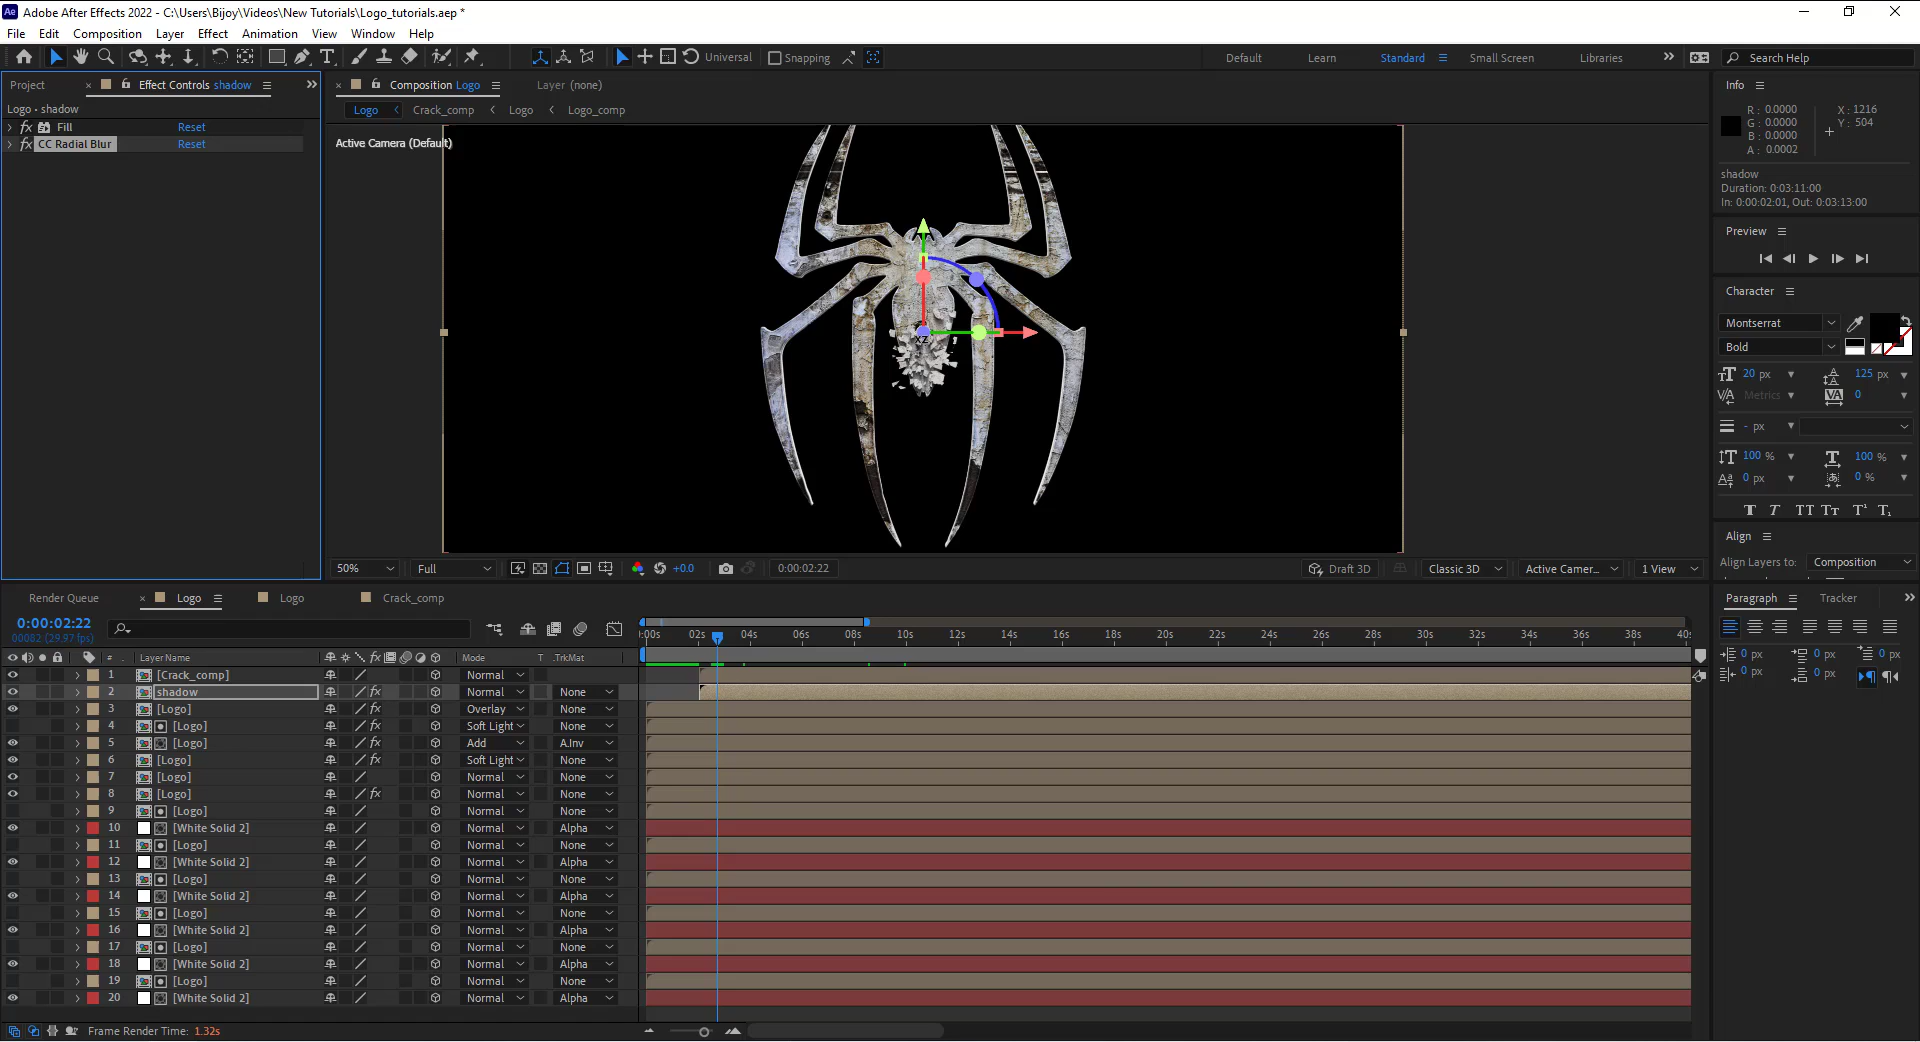 Adobe After Effects 2022 - C:\Users\Bijoy\Videos\New Tutorials\Logo_tutorials.aep *
File Edit Composition Layer Effect Animation View Window Help
Universal Snapping Default Learn Standard Small Screen Libraries Search Help
Project Effect Controls shadow Composition Logo Layer (none) Info
Logo • shadow
Logo Crack_comp Logo Logo_comp
fx Fill Reset
fx CC Radial Blur Reset
Active Camera (Default)
R : 0.0000 X : 1216
G : 0.0000 Y : 504
B : 0.0000
A : 0.0002
shadow
Duration: 0:03:11:00
In: 0:00:02:01, Out: 0:03:13:00
Preview
Character
Montserrat
Bold
20 px 125 px
Metrics 0
- px
100 % 100 %
0 px 0 %
T T TT Tt T¹ T₁
Align
Align Layers to: Composition
50% Full +0.0 0:00:02:22 Draft 3D Classic 3D Active Camer... 1 View
Render Queue Logo Logo Crack_comp
Paragraph Tracker
0 px 0 px 0 px
0 px 0 px
0:00:02:22
00082 (29.97 fps)
:00s 02s 04s 06s 08s 10s 12s 14s 16s 18s 20s 22s 24s 26s 28s 30s 32s 34s 36s 38s 40s
# Layer Name fx Mode T .TrkMat
1 [Crack_comp] Normal
2 shadow fx Normal None
3 [Logo] fx Overlay None
4 [Logo] fx Soft Light None
5 [Logo] fx Add A.Inv
6 [Logo] fx Soft Light None
7 [Logo] Normal None
8 [Logo] fx Normal None
9 [Logo] Normal None
10 [White Solid 2] Normal Alpha
11 [Logo] Normal None
12 [White Solid 2] Normal Alpha
13 [Logo] Normal None
14 [White Solid 2] Normal Alpha
15 [Logo] Normal None
16 [White Solid 2] Normal Alpha
17 [Logo] Normal None
18 [White Solid 2] Normal Alpha
19 [Logo] Normal None
20 [White Solid 2] Normal Alpha
Frame Render Time: 1.32s